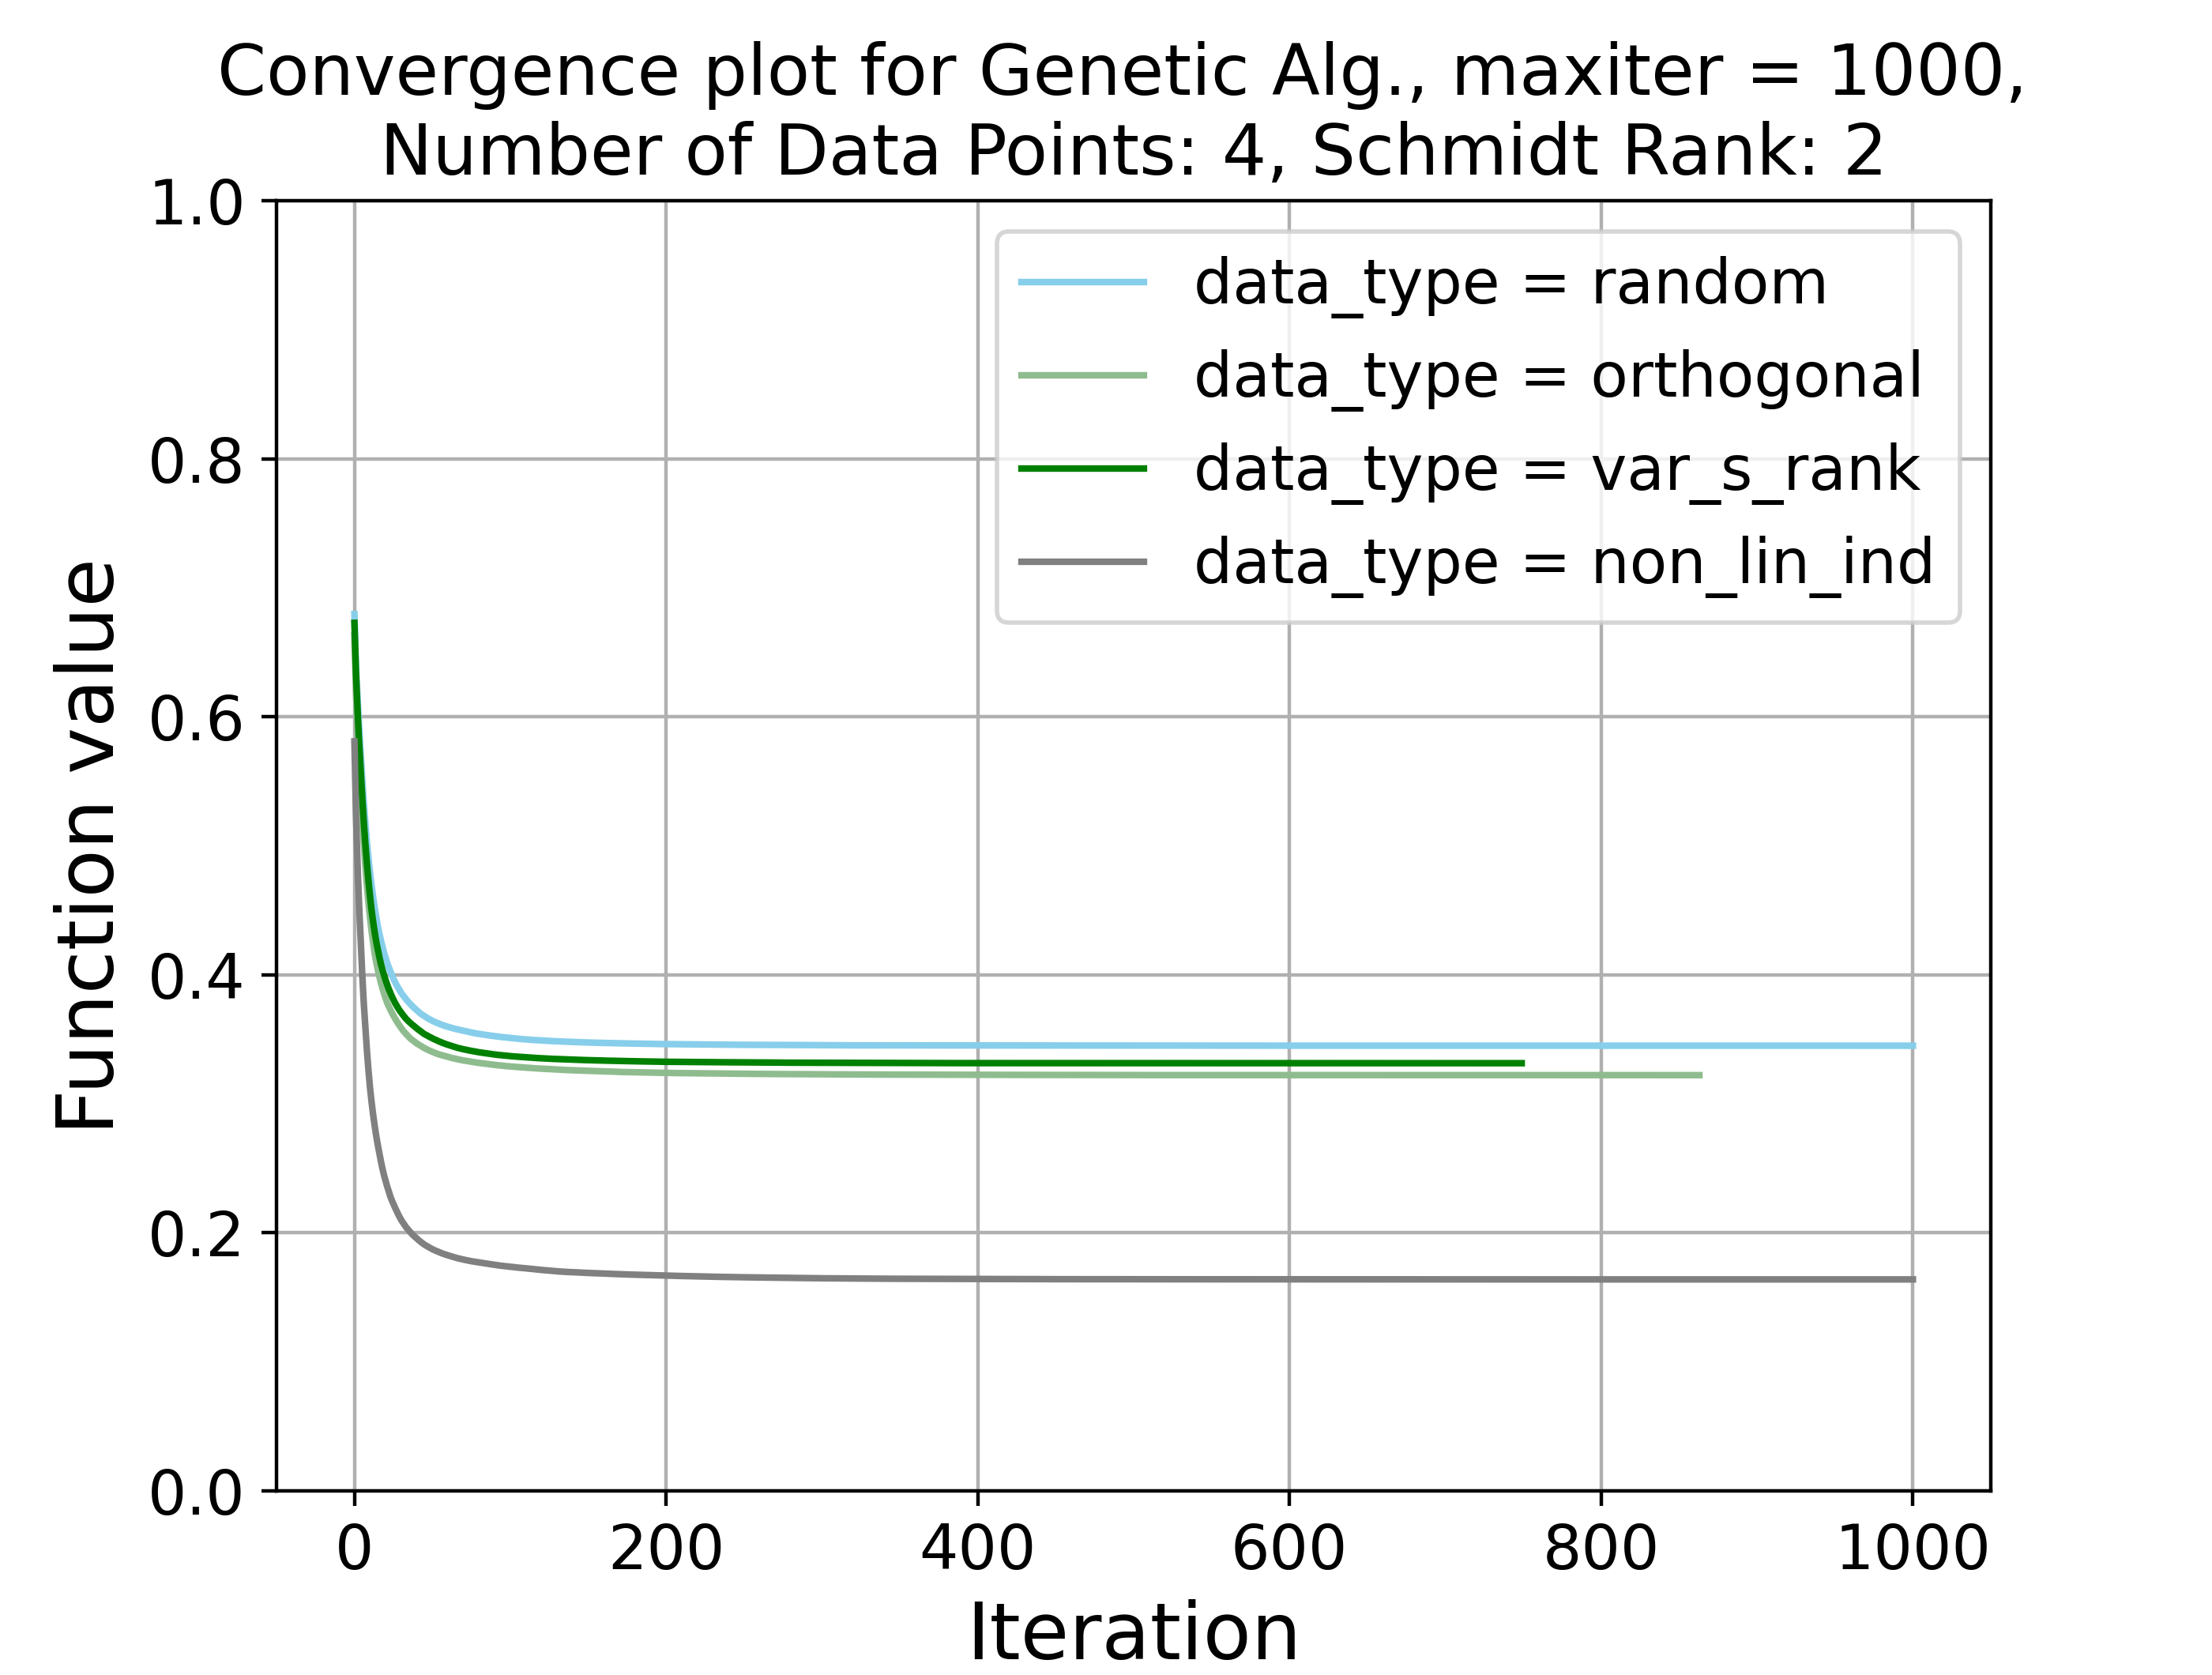 Convergence plot for Genetic Alg., maxiter = 1000,
Number of Data Points: 4, Schmidt Rank: 2
1.0
0.8
0.6
0.4
0.2
0.0
Function value
data_type = random
data_type = orthogonal
data_type = var_s_rank
data_type = non_lin_ind
0 200 400 600 800 1000
Iteration